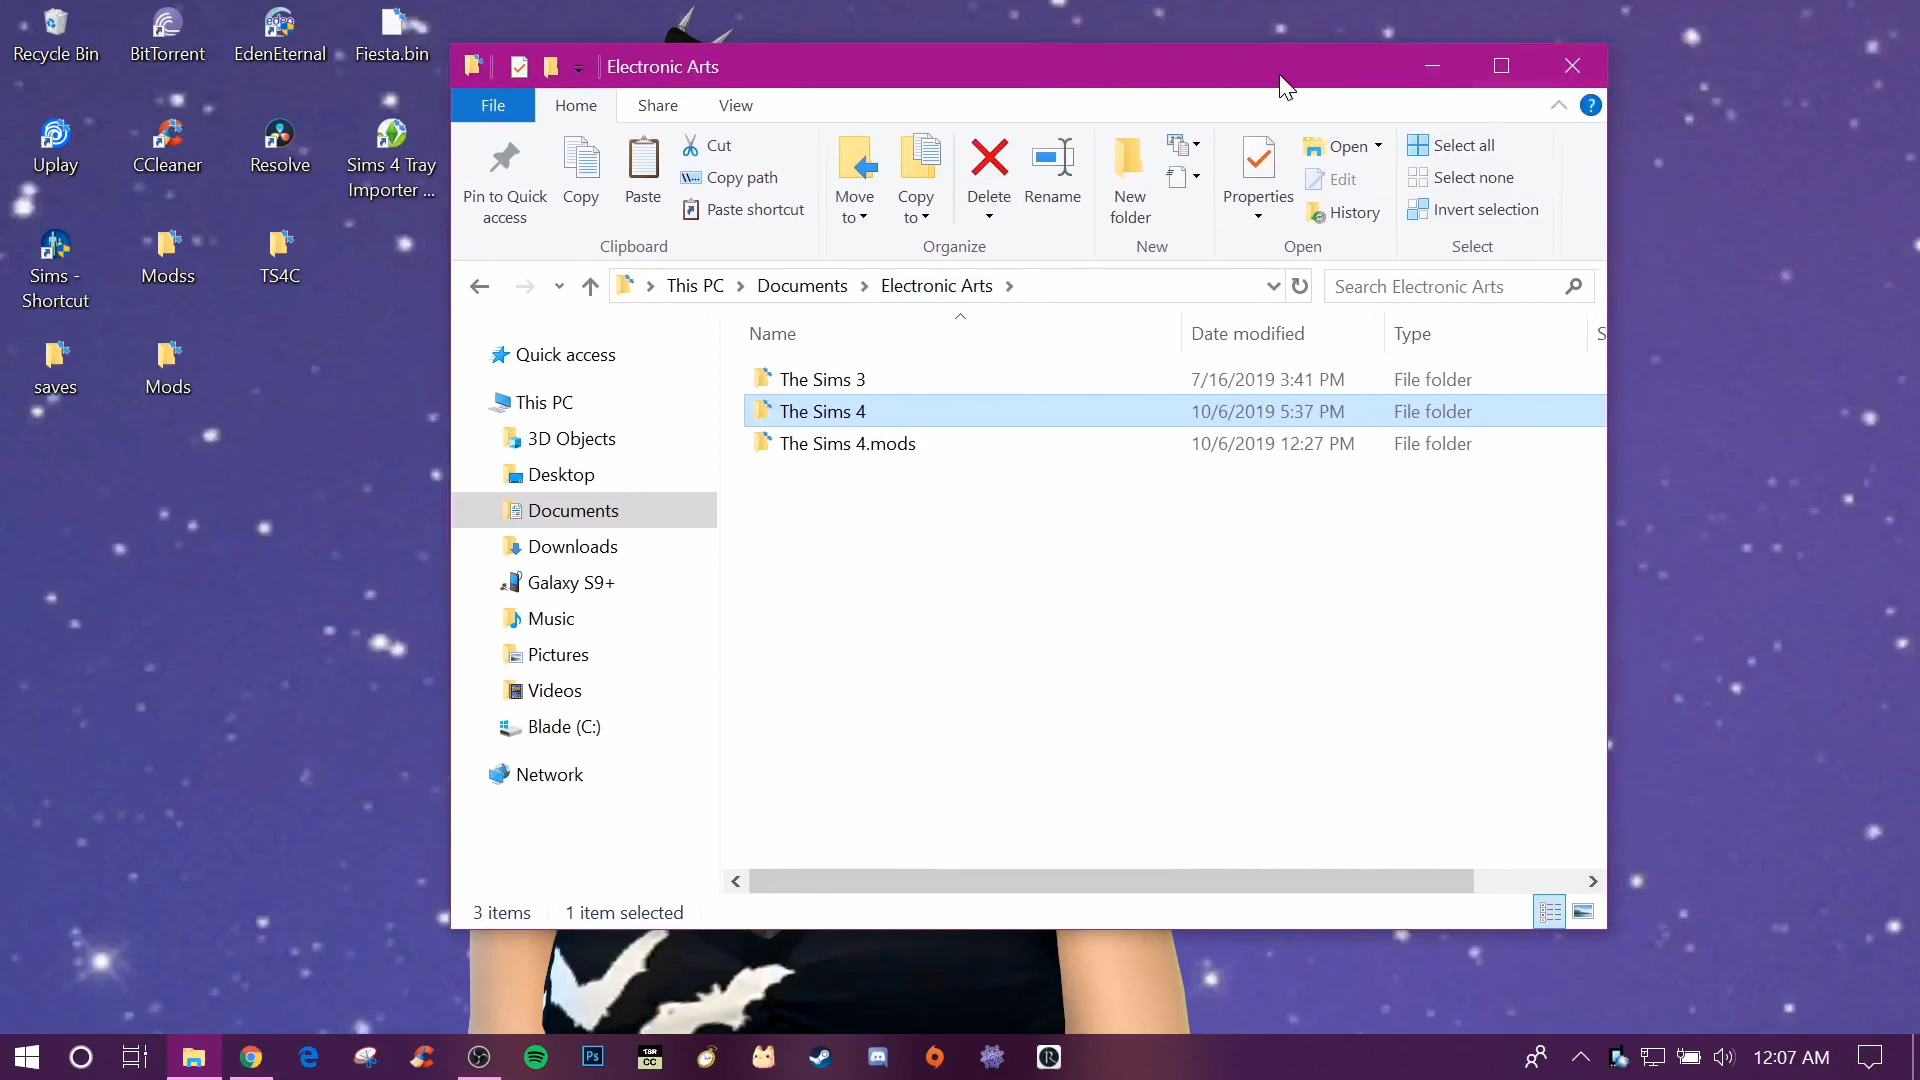 Recycle Bin
BitTorrent
EdenEternal
Fiesta.bin
Uplay
CCleaner
Resolve
Sims 4 Tray
Importer ...
Sims -
Shortcut
Modss
TS4C
saves
Mods
Electronic Arts
File
Home
Share
View
Pin to Quick
access
Copy
Paste
Cut
Copy path
Paste shortcut
Clipboard
Move
to
Copy
to
Delete
Rename
Organize
New
folder
New
Properties
Open
Edit
History
Open
Select all
Select none
Invert selection
Select
This PC
Documents
Electronic Arts
Search Electronic Arts
Quick access
This PC
3D Objects
Desktop
Documents
Downloads
Galaxy S9+
Music
Pictures
Videos
Blade (C:)
Network
Name Date modified Type S
The Sims 3 7/16/2019 3:41 PM File folder
The Sims 4 10/6/2019 5:37 PM File folder
The Sims 4.mods 10/6/2019 12:27 PM File folder
3 items 1 item selected
Ps
TSR
CC
R
12:07 AM